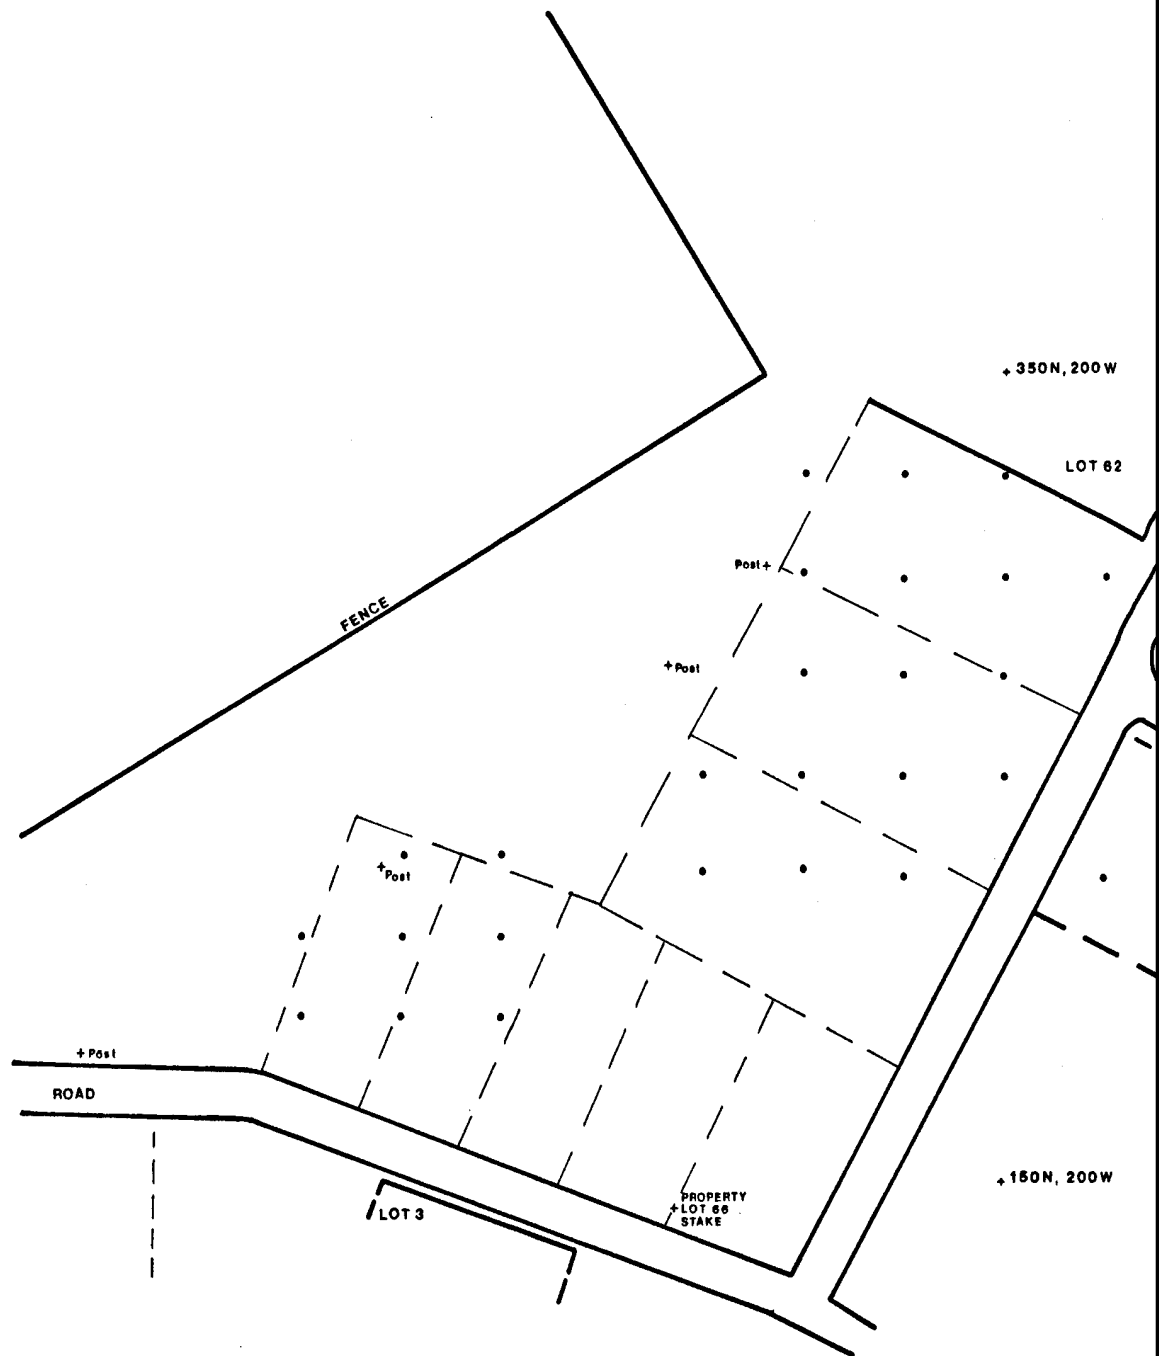 + 350N, 200W
LOT 62
Post +
FENCE
+ Post
+ Post
+ Post
ROAD
+ 150N, 200W
PROPERTY
+ LOT 66
STAKE
LOT 3